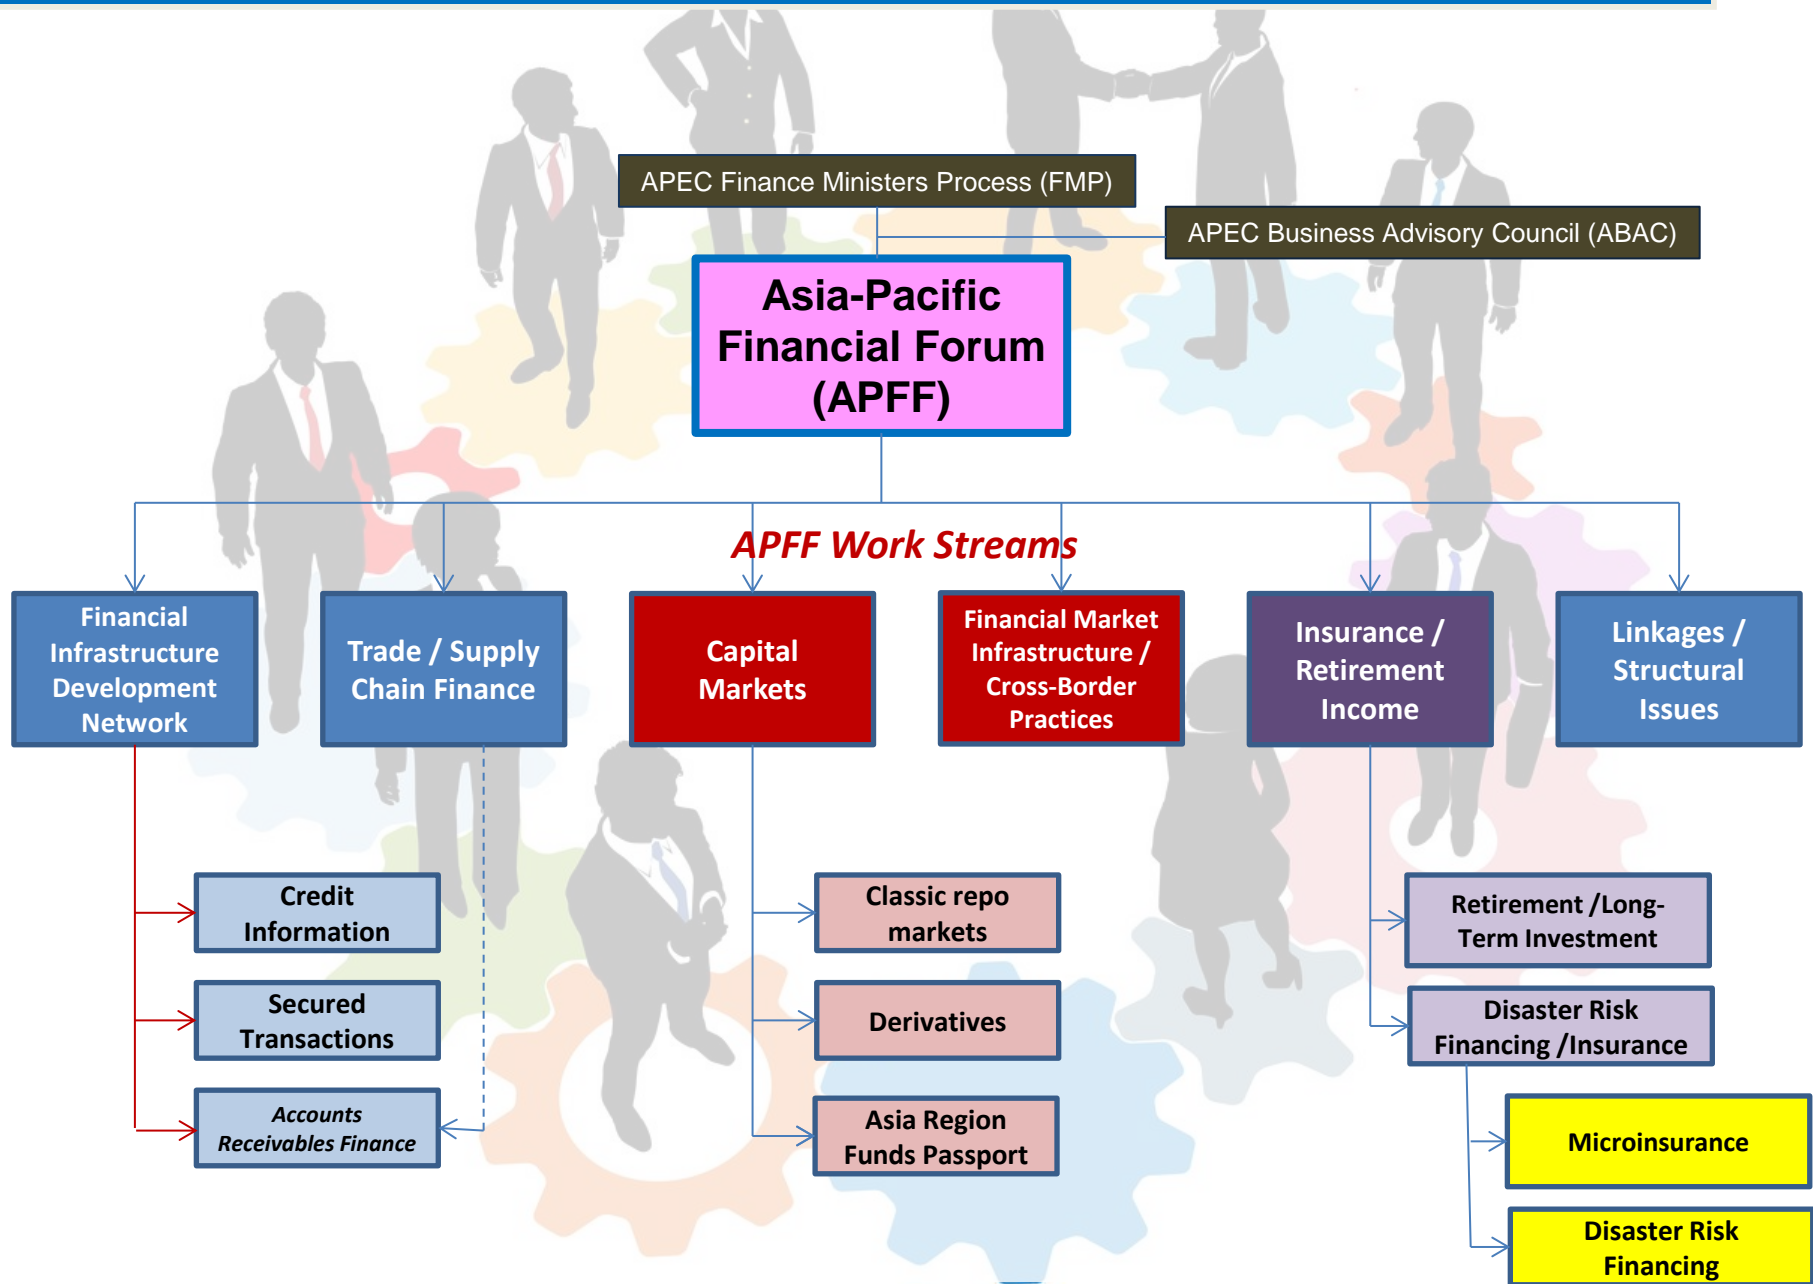 APEC Finance Ministers Process (FMP)
APEC Business Advisory Council (ABAC)
Asia-Pacific
Financial Forum
(APFF)
APFF Work Streams
Financial
Infrastructure
Development
Network
Trade / Supply
Chain Finance
Capital
Markets
Financial Market
Infrastructure /
Cross-Border
Practices
Insurance /
Retirement
Income
Linkages /
Structural
Issues
Credit
Information
Secured
Transactions
Accounts
Receivables Finance
Classic repo
markets
Derivatives
Asia Region
Funds Passport
Retirement /Long-
Term Investment
Disaster Risk
Financing /Insurance
Microinsurance
Disaster Risk
Financing